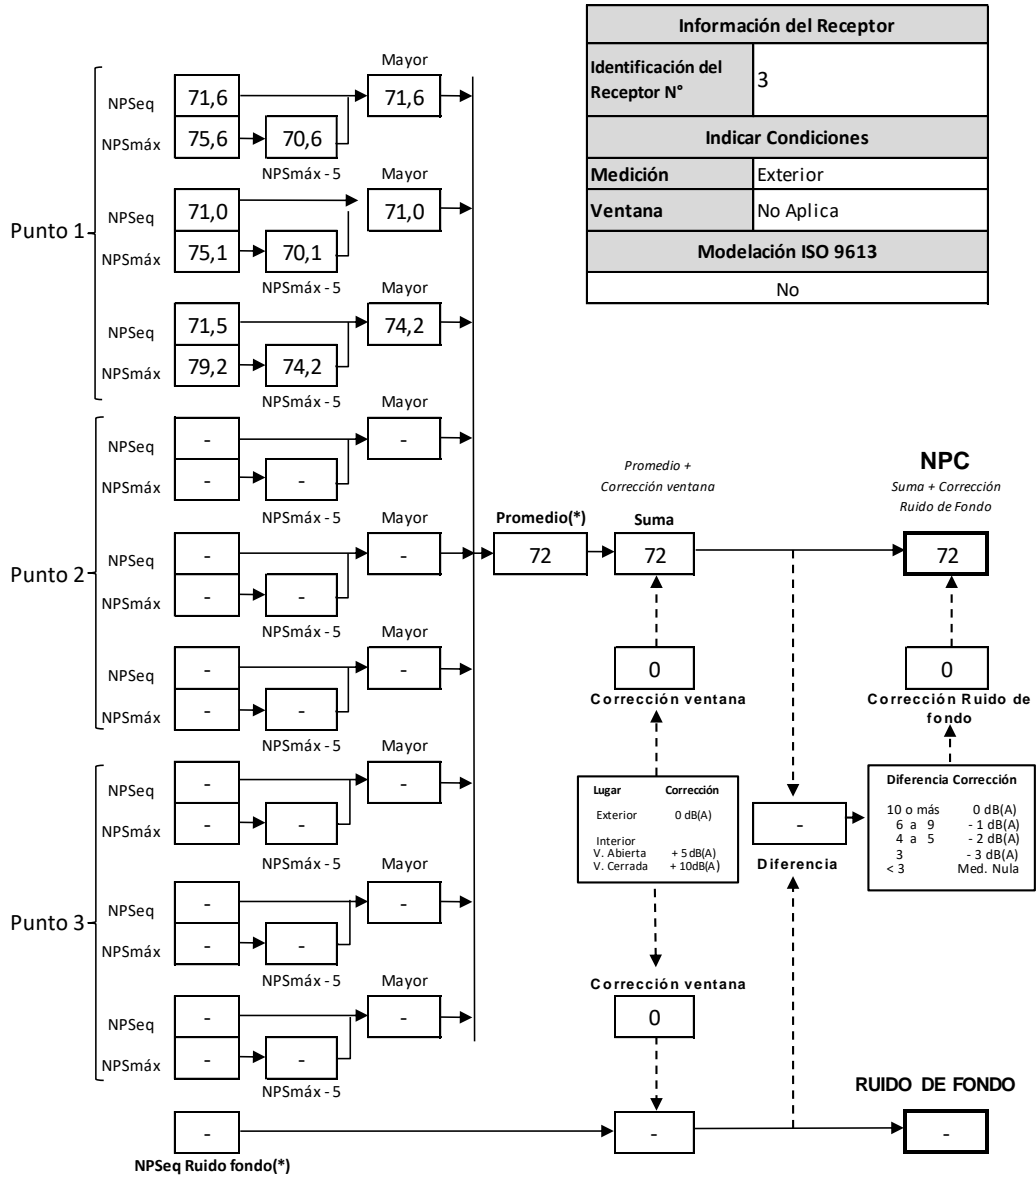 Información del Receptor
Identificación del Receptor N° 3
Indicar Condiciones
Medición Exterior
Ventana No Aplica
Modelación ISO 9613
No
Punto 1
Mayor
NPSeq 71,6 71,6
NPSmáx 75,6 70,6
NPSmáx - 5
Mayor
NPSeq 71,0 71,0
NPSmáx 75,1 70,1
NPSmáx - 5
Mayor
NPSeq 71,5 74,2
NPSmáx 79,2 74,2
NPSmáx - 5
Punto 2
Mayor
NPSeq - -
NPSmáx - -
NPSmáx - 5
Mayor
NPSeq - -
NPSmáx - -
NPSmáx - 5
Mayor
NPSeq - -
NPSmáx - -
NPSmáx - 5
Punto 3
Mayor
NPSeq - -
NPSmáx - -
NPSmáx - 5
Mayor
NPSeq - -
NPSmáx - -
NPSmáx - 5
Mayor
NPSeq - -
NPSmáx - -
NPSmáx - 5
-
NPSeq Ruido fondo(*)
Promedio(*)
72
Promedio +
Corrección ventana
Suma
72
0
Corrección ventana
Lugar Corrección
Exterior 0 dB(A)
Interior
V. Abierta + 5 dB(A)
V. Cerrada + 10dB(A)
Corrección ventana
0
-
NPC
Suma + Corrección
Ruido de Fondo
72
0
Corrección Ruido de
fondo
-
Diferencia
Diferencia Corrección
10 o más 0 dB(A)
6 a 9 - 1 dB(A)
4 a 5 - 2 dB(A)
3 - 3 dB(A)
< 3 Med. Nula
RUIDO DE FONDO
-